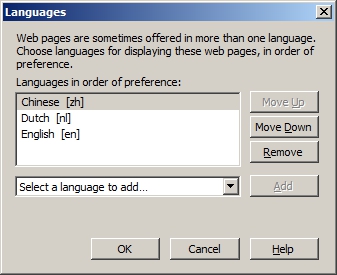 Languages
Web pages are sometimes offered in more than one language.
Choose languages for displaying these web pages, in order of
preference.
Languages in order of preference:
Chinese [zh]
Dutch [nl]
English [en]
Move Up
Move Down
Remove
Select a language to add...
Add
OK
Cancel
Help